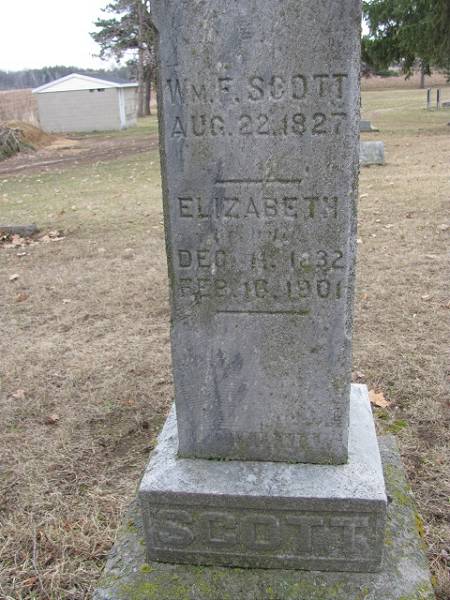 Wm. F. SCOTT
AUG. 22. 1827
ELIZABETH
DEC. 11. 1832
FEB. 16. 1901
SCOTT